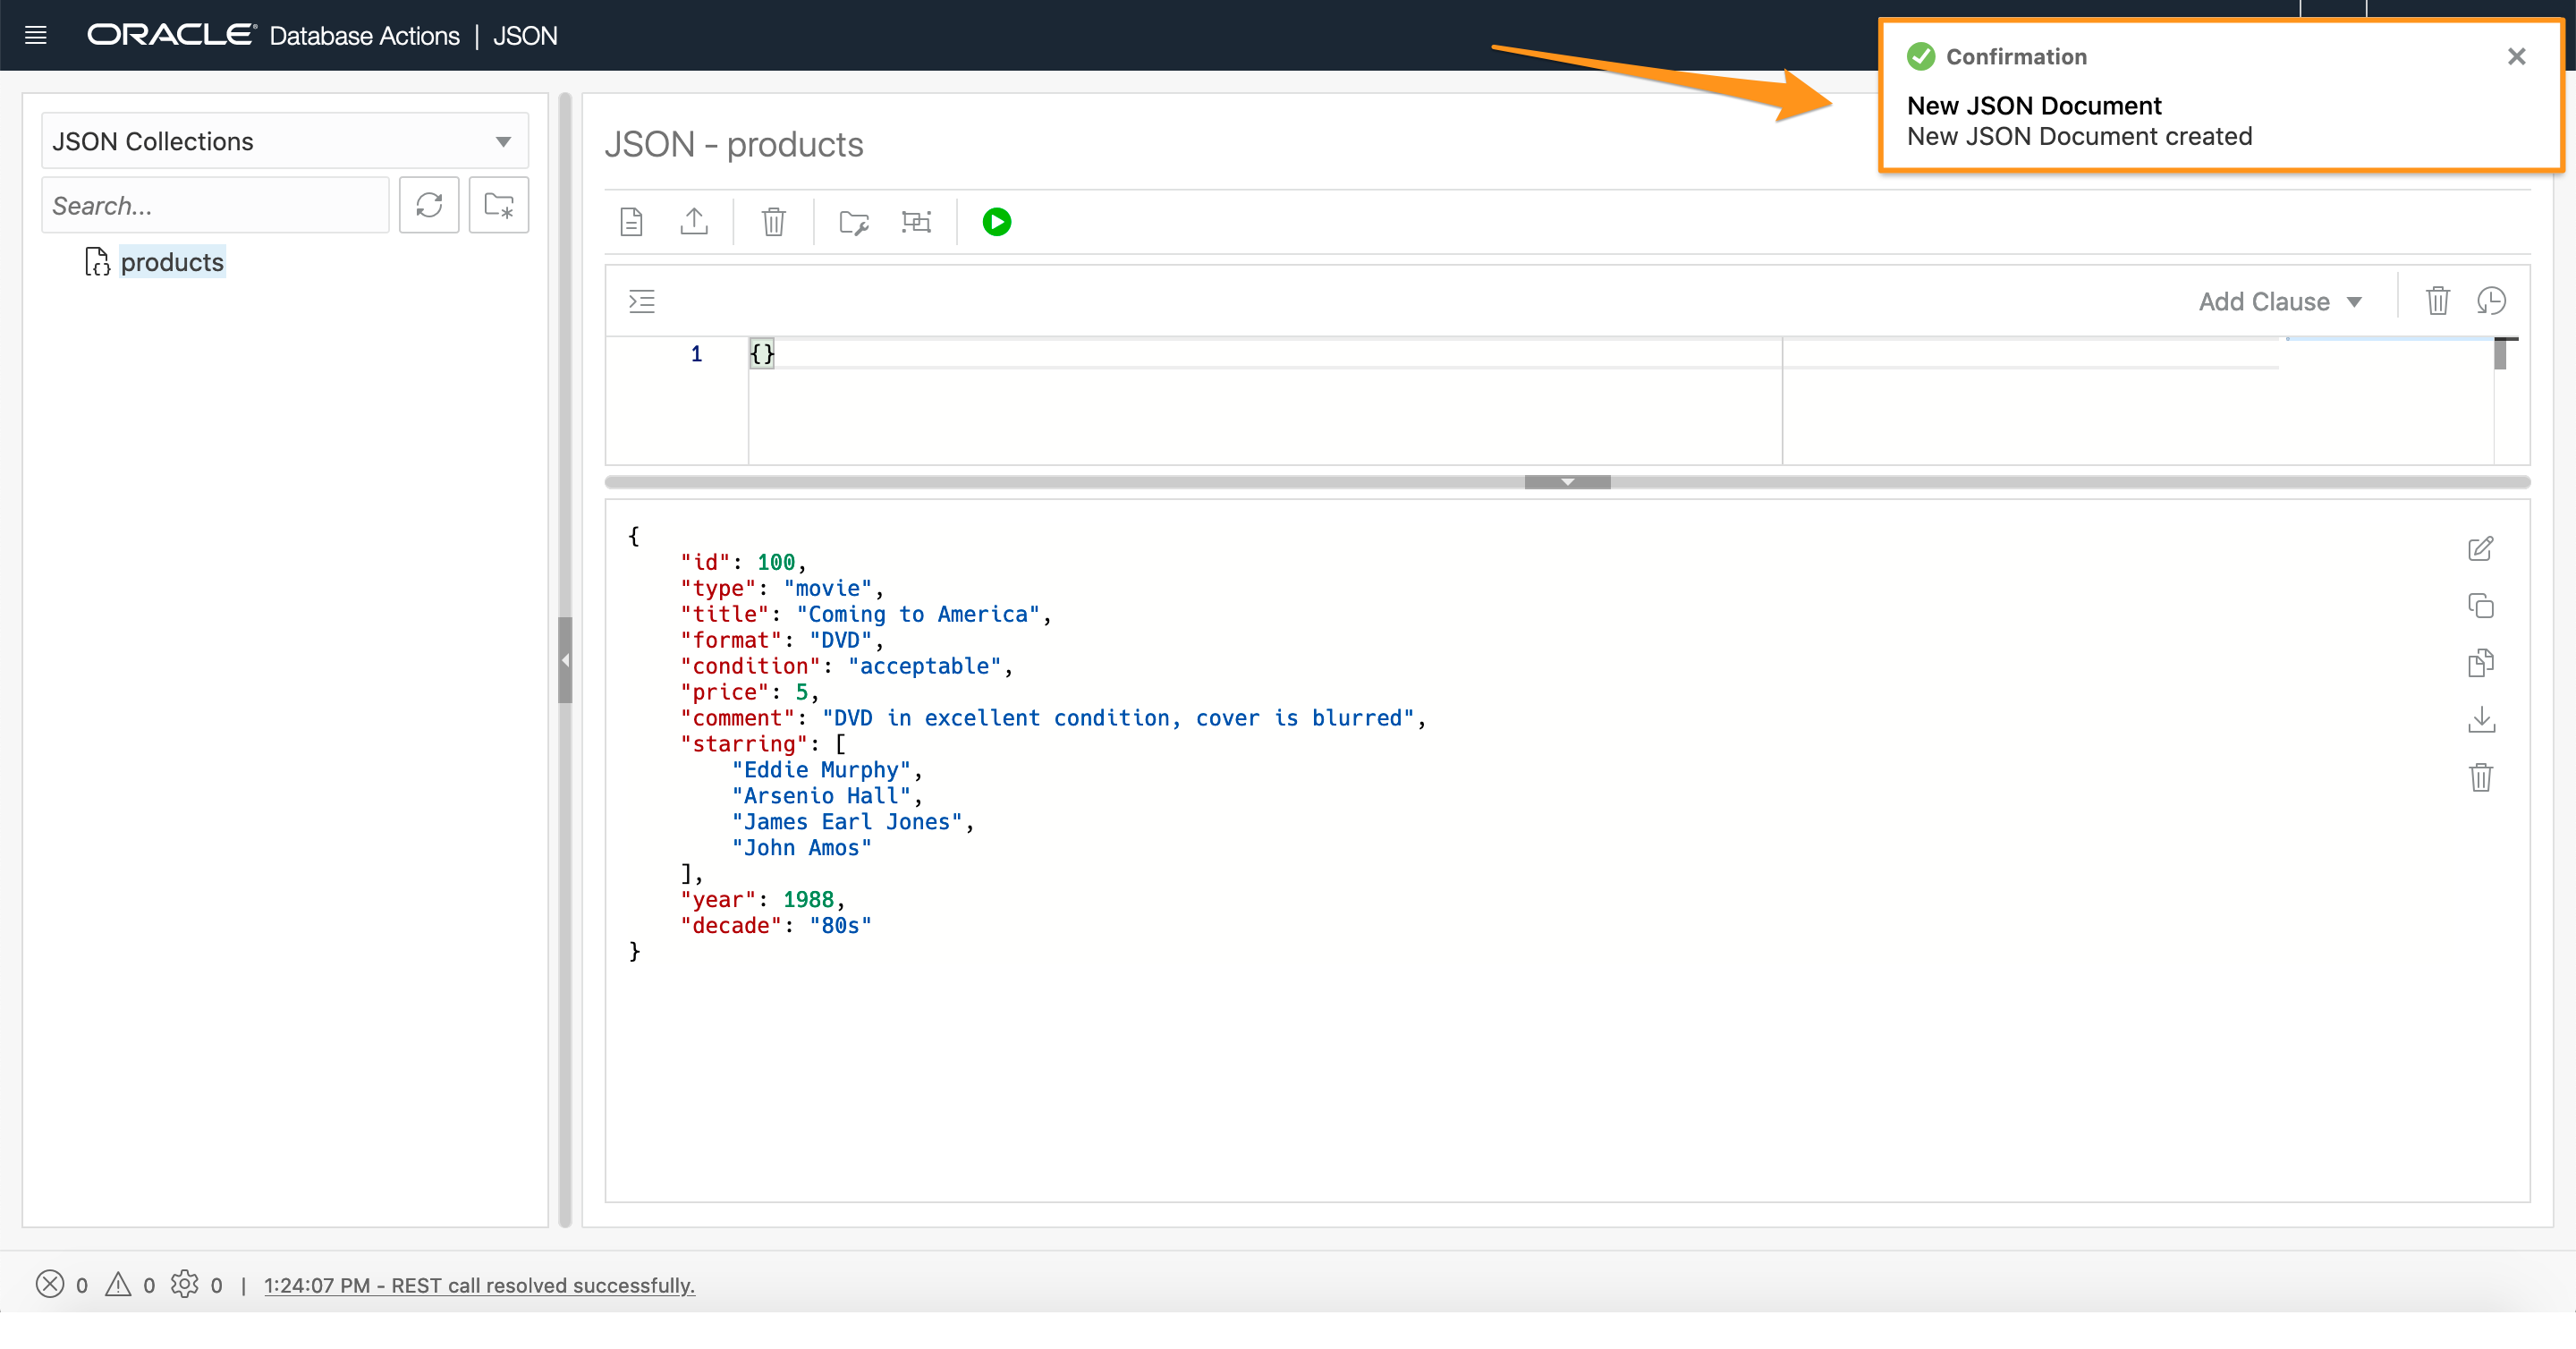 ORACLE Database Actions | JSON
Confirmation
New JSON Document
New JSON Document created
JSON Collections
Search...
products
JSON - products
Add Clause
1 {}
{
"id": 100,
"type": "movie",
"title": "Coming to America",
"format": "DVD",
"condition": "acceptable",
"price": 5,
"comment": "DVD in excellent condition, cover is blurred",
"starring": [
"Eddie Murphy",
"Arsenio Hall",
"James Earl Jones",
"John Amos"
],
"year": 1988,
"decade": "80s"
}
0 0 0 | 1:24:07 PM - REST call resolved successfully.